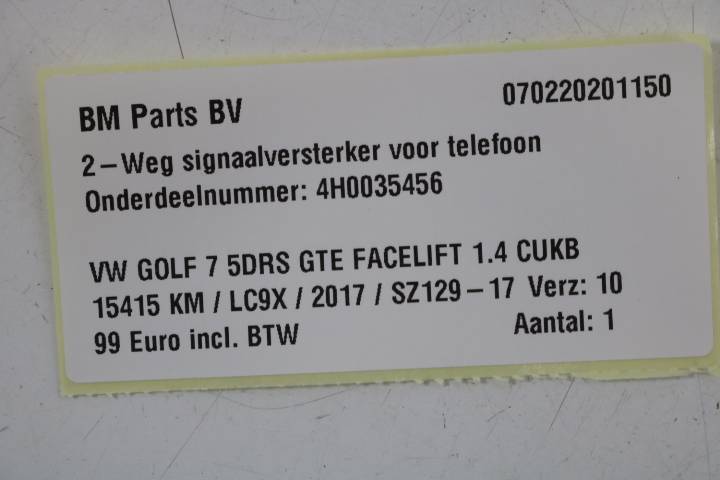 BM Parts BV 070220201150
2-Weg signaalversterker voor telefoon
Onderdeelnummer: 4H0035456
VW GOLF 7 5DRS GTE FACELIFT 1.4 CUKB
15415 KM / LC9X / 2017 / SZ129-17 Verz: 10
99 Euro incl. BTW Aantal: 1